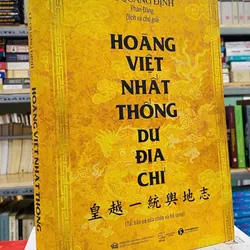 QUANG ĐỊNH
Phan Đăng
Dịch và chú giải
HOÀNG
VIỆT
NHẤT
THỐNG
DƯ
ĐỊA
CHÍ
皇越一統輿地志
HOÀNG VIỆT NHẤT THỐNG